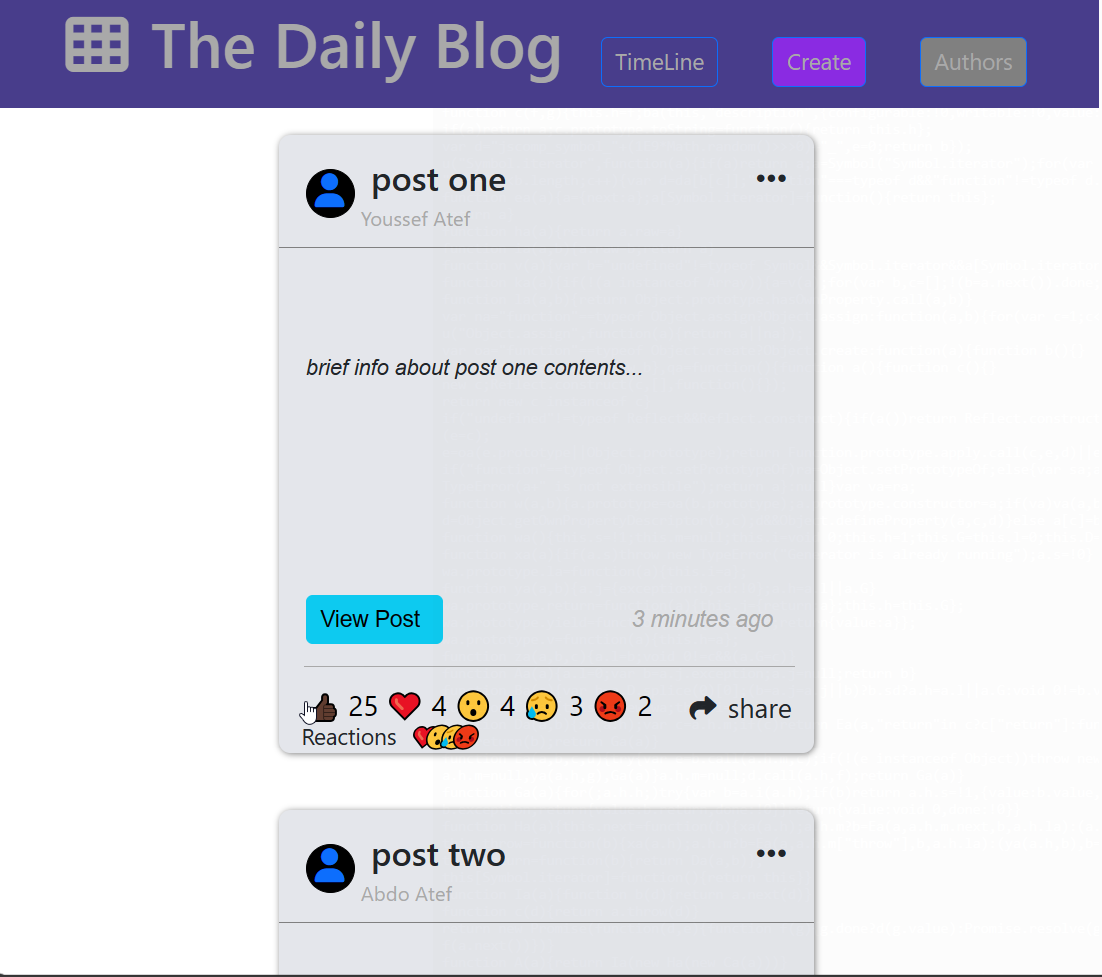 The Daily Blog
TimeLine
Create
Authors
post one
Youssef Atef
brief info about post one contents...
View Post
3 minutes ago
25 4 4 3 2 share
Reactions
post two
Abdo Atef